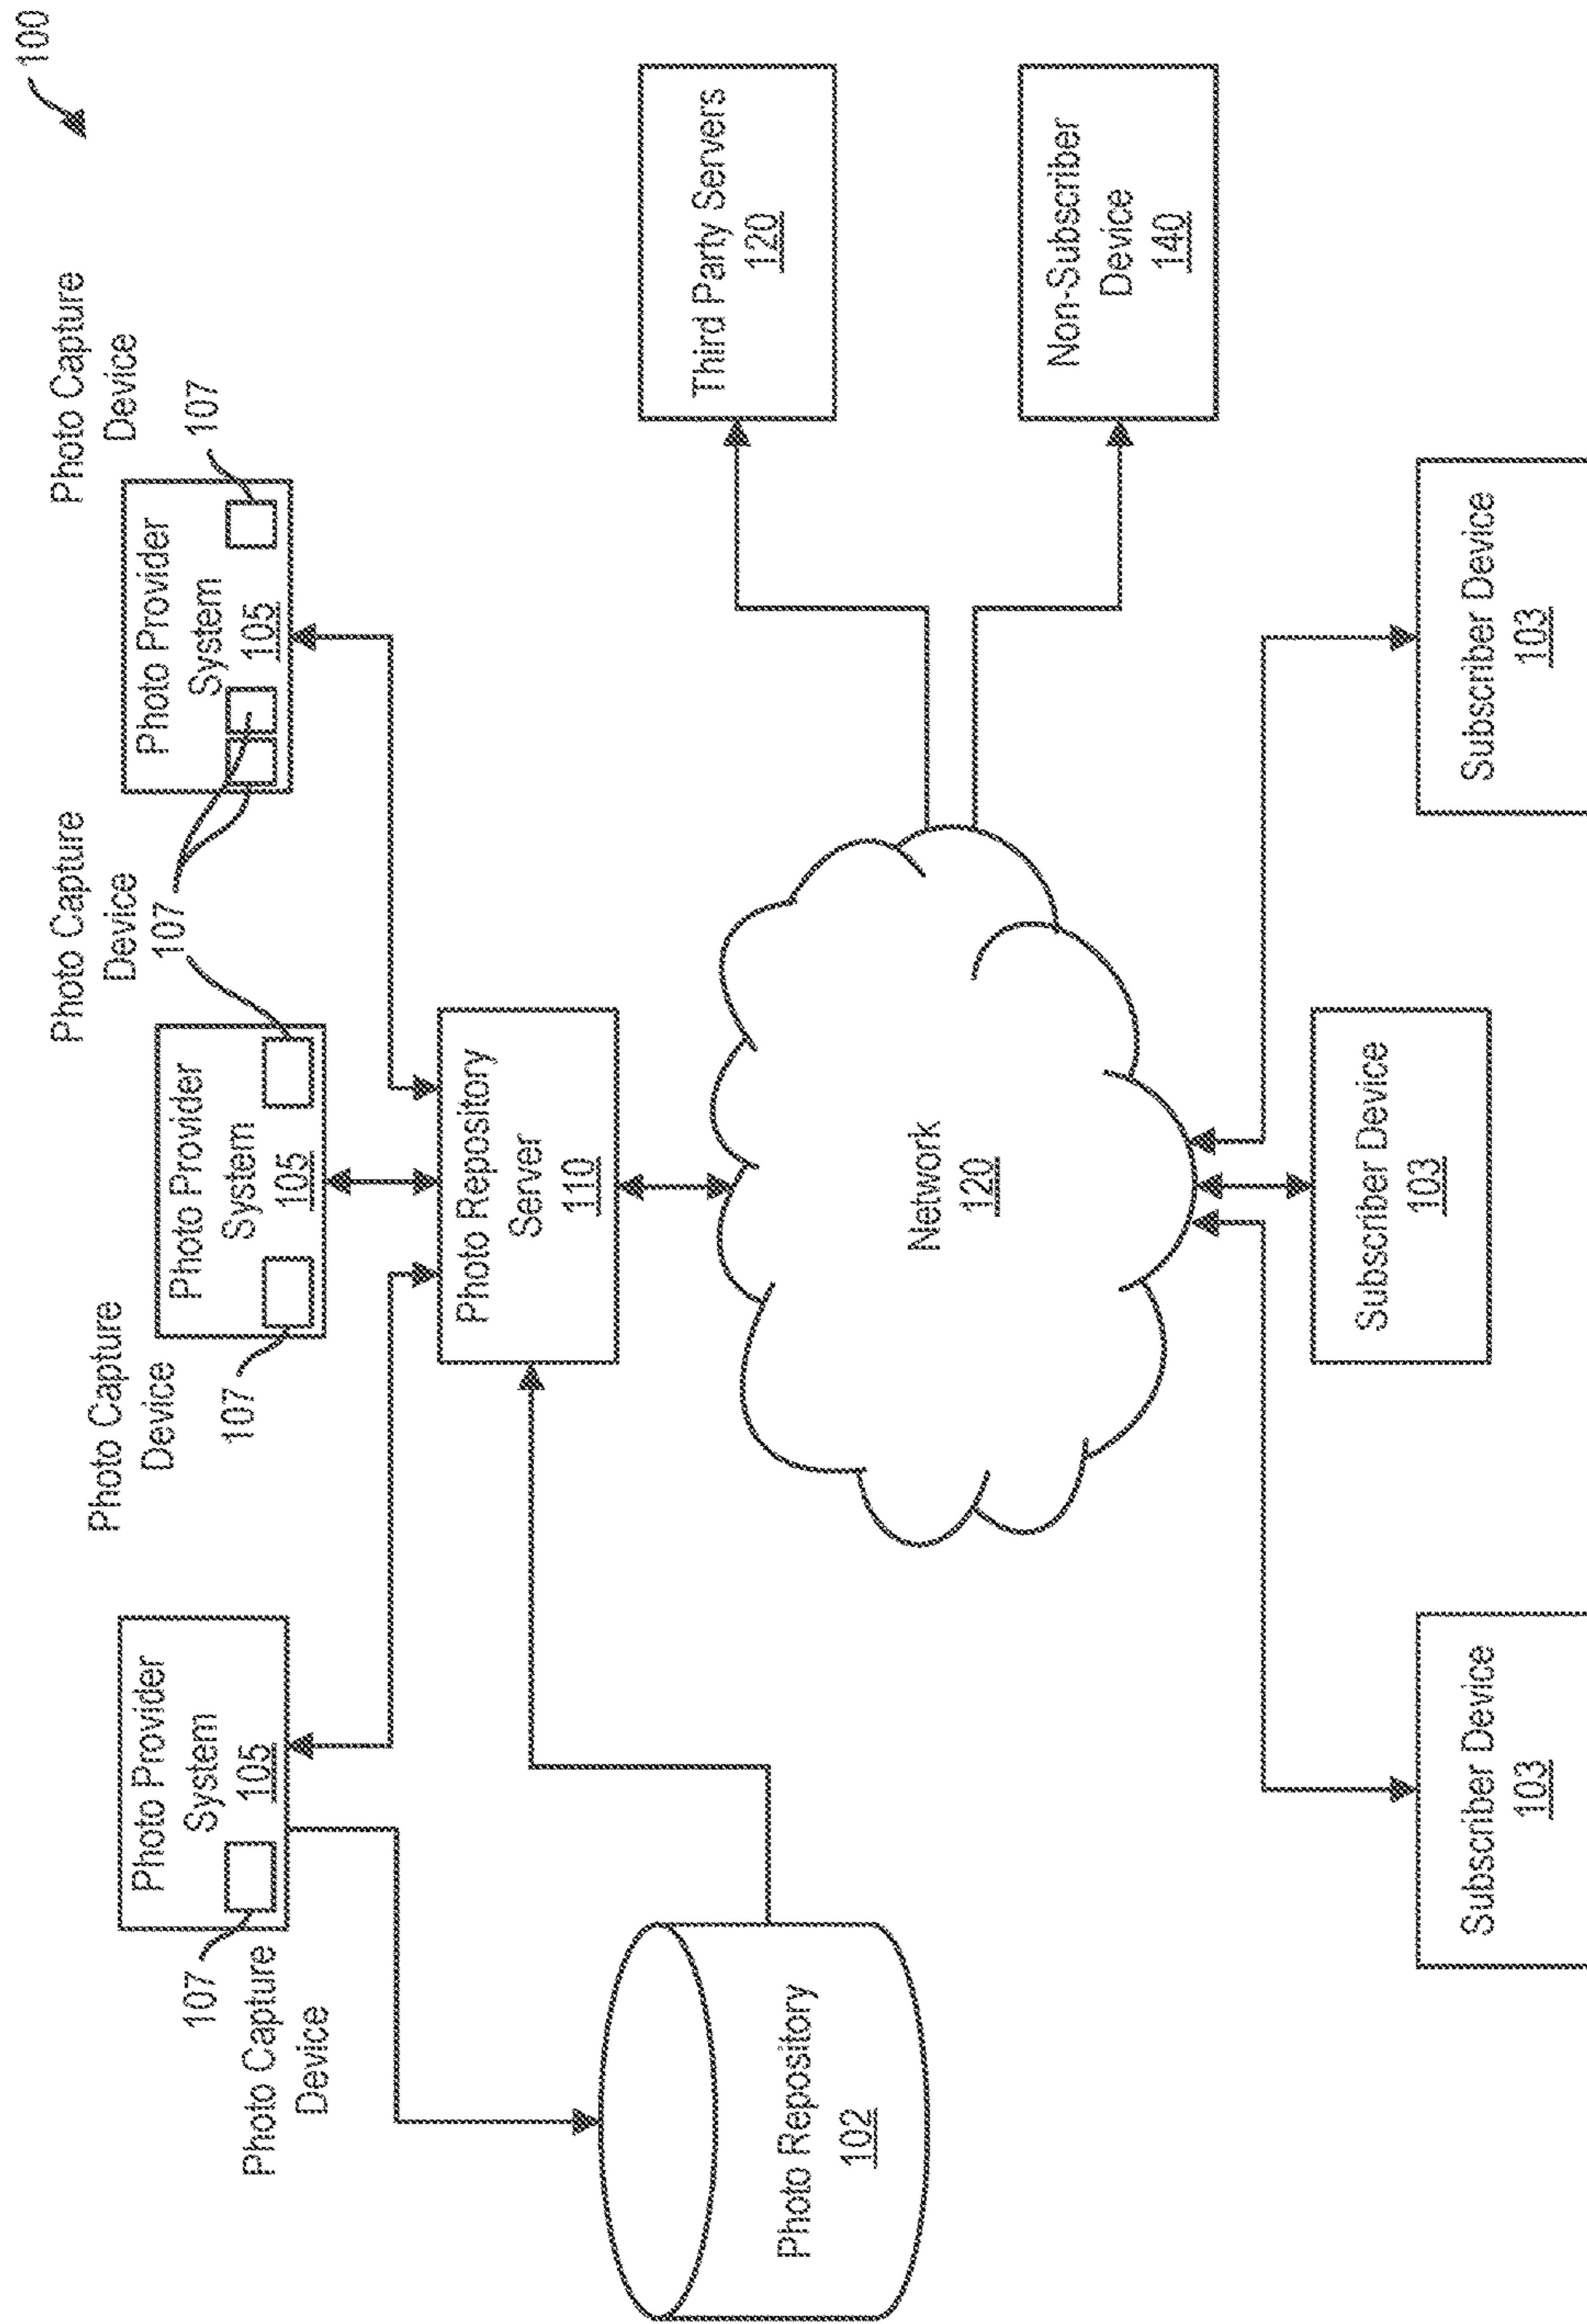 100
107
Photo Capture
Device
Photo Provider
System
105
Photo Capture
Device
107
Photo Provider
System
105
Photo Capture
Device
107
Photo Provider
System
105
Photo Capture
Device
107
Photo Repository
Server
110
Photo Repository
102
Network
120
Third Party Servers
120
Non-Subscriber
Device
140
Subscriber Device
103
Subscriber Device
103
Subscriber Device
103